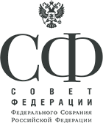 СФ
СОВЕТ
ФЕДЕРАЦИИ
ФЕДЕРАЛЬНОГО СОБРАНИЯ
РОССИЙСКОЙ ФЕДЕРАЦИИ